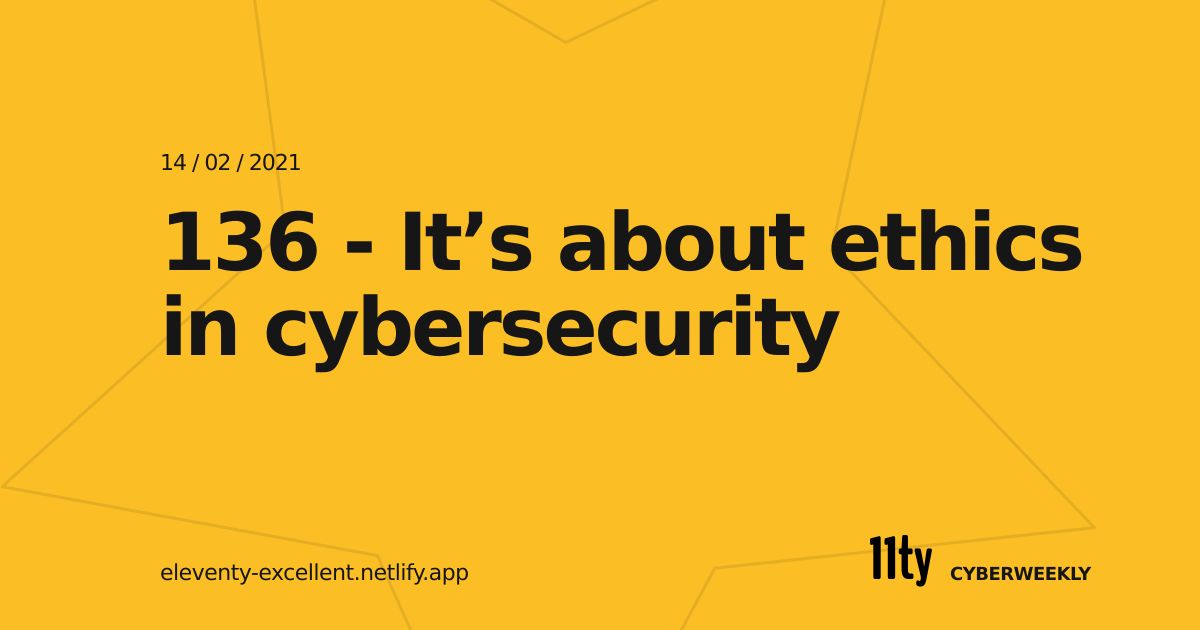 14 / 02 / 2021
136 - It’s about ethics
in cybersecurity
eleventy-excellent.netlify.app
11ty CYBERWEEKLY